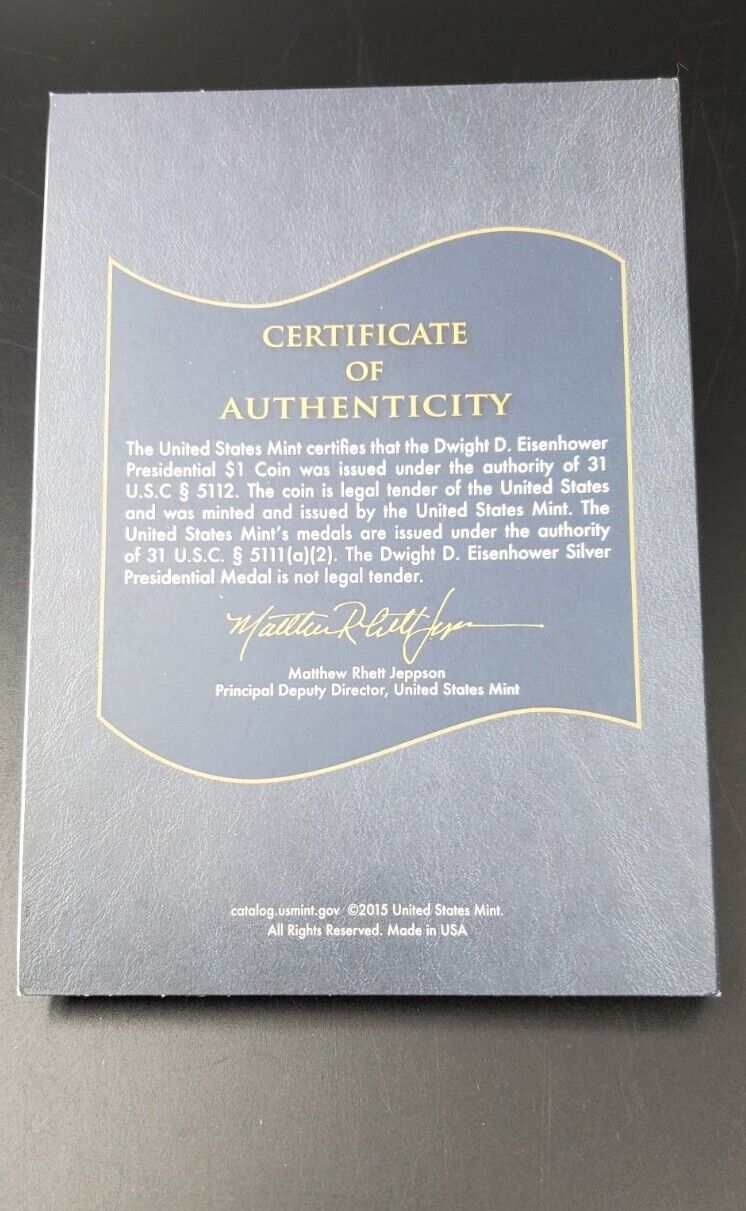 CERTIFICATE
OF
AUTHENTICITY
The United States Mint certifies that the Dwight D. Eisenhower
Presidential $1 Coin was issued under the authority of 31
U.S.C § 5112. The coin is legal tender of the United States
and was minted and issued by the United States Mint. The
United States Mint's medals are issued under the authority
of 31 U.S.C. § 5111(a)(2). The Dwight D. Eisenhower Silver
Presidential Medal is not legal tender.
Matthew Rhett Jeppson
Matthew Rhett Jeppson
Principal Deputy Director, United States Mint
catalog.usmint.gov ©2015 United States Mint.
All Rights Reserved. Made in USA